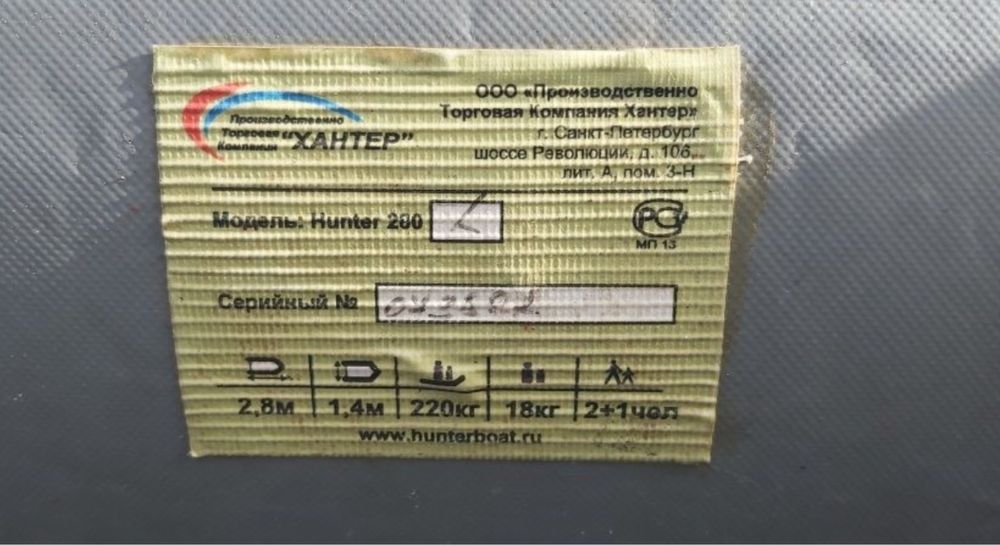 Производственно
Торговая
Компания "ХАНТЕР"
ООО «Производственно
Торговая Компания Хантер»
г. Санкт-Петербург
шоссе Революции, д. 106,
лит. А, пом. 3-Н
Модель: Hunter 280
РСТ
МП 13
Серийный №
2,8м 1,4м 220кг 18кг 2+1чел
www.hunterboat.ru